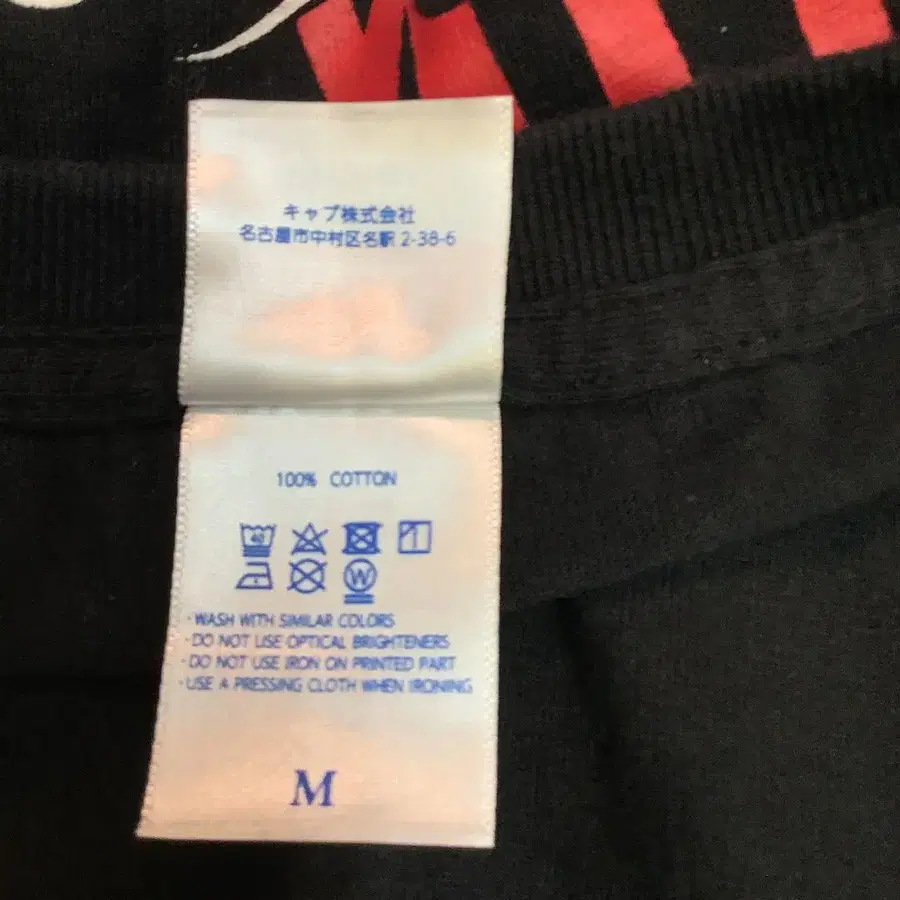 キャブ株式会社
名古屋市中村区名駅 2-38-6
100% COTTON
40
W
·WASH WITH SIMILAR COLORS
·DO NOT USE OPTICAL BRIGHTENERS
·DO NOT USE IRON ON PRINTED PART
·USE A PRESSING CLOTH WHEN IRONING
M